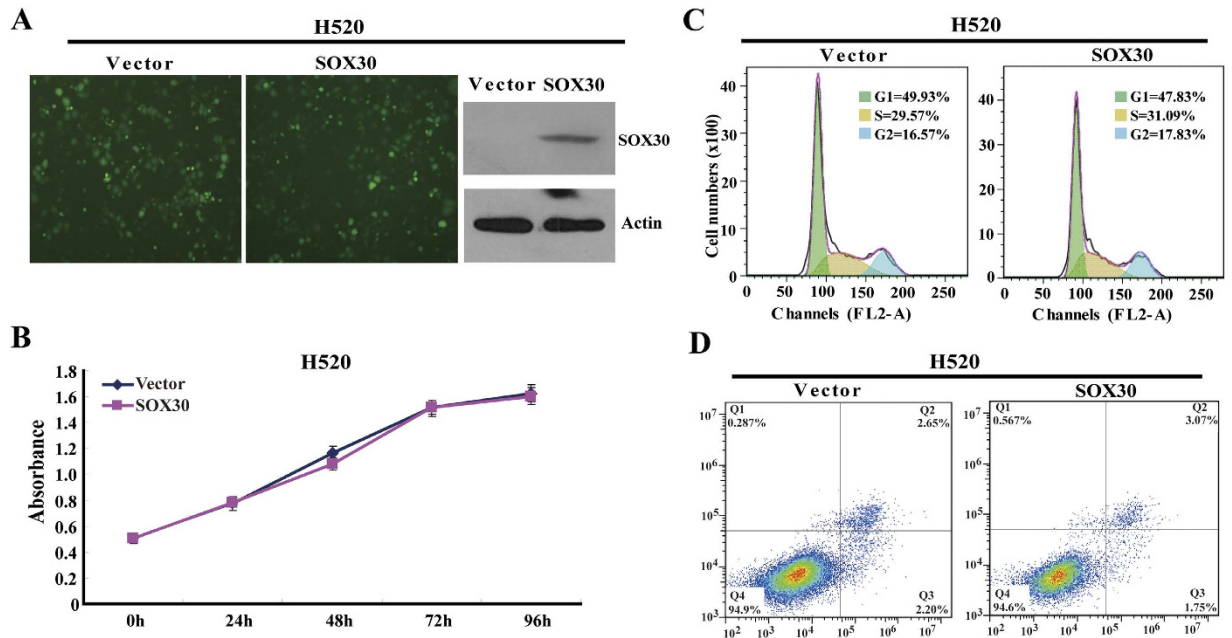 A
H520
Vector
SOX30
Vector SOX30
SOX30
Actin
B
H520
Vector
SOX30
Absorbance
1.8
1.6
1.4
1.2
1.0
0.8
0.6
0.4
0.2
0
0h 24h 48h 72h 96h
C
H520
Vector
Cell numbers (x100)
40
30
20
10
0
G1=49.93%
S=29.57%
G2=16.57%
0 50 100 150 200 250
Channels (FL2-A)
SOX30
40
30
20
10
0
G1=47.83%
S=31.09%
G2=17.83%
0 50 100 150 200 250
Channels (FL2-A)
D
H520
Vector
10⁷
10⁶
10⁵
10⁴
10³
Q1
0.287%
Q2
2.65%
Q4
94.9%
Q3
2.20%
10² 10³ 10⁴ 10⁵ 10⁶ 10⁷
SOX30
10⁷
10⁶
10⁵
10⁴
10³
Q1
0.567%
Q2
3.07%
Q4
94.6%
Q3
1.75%
10² 10³ 10⁴ 10⁵ 10⁶ 10⁷